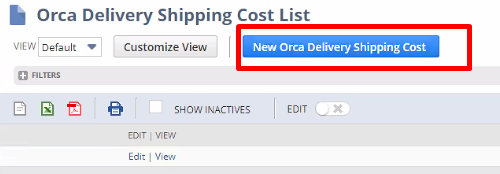 Orca Delivery Shipping Cost List
VIEW Default Customize View New Orca Delivery Shipping Cost
FILTERS
SHOW INACTIVES EDIT
EDIT | VIEW
Edit | View